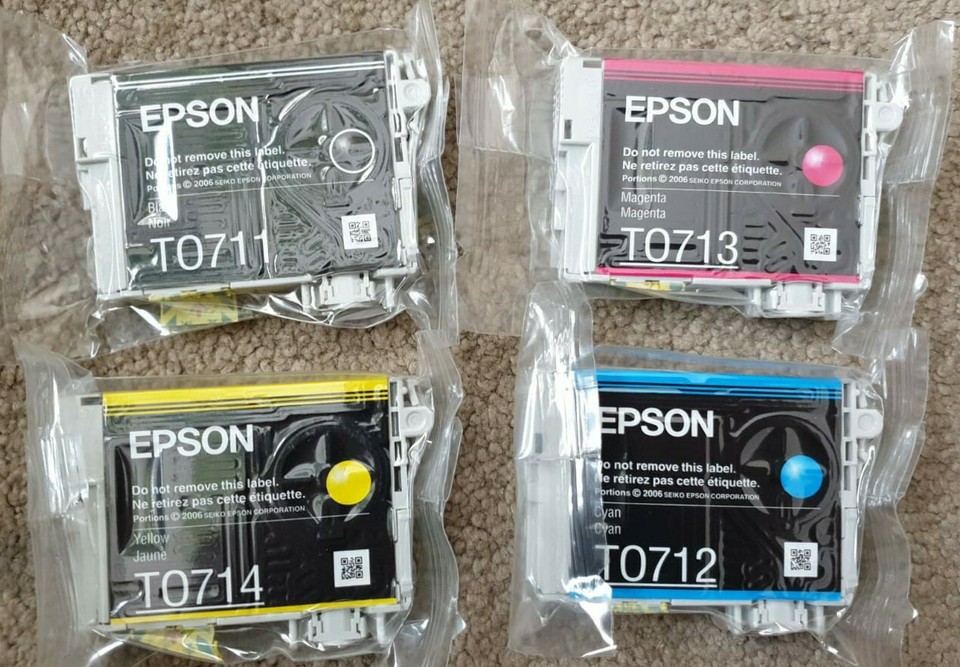 EPSON
Do not remove this label.
Ne retirez pas cette étiquette.
Portions © 2006 SEIKO EPSON CORPORATION
Noir
T0711
EPSON
Do not remove this label.
Ne retirez pas cette étiquette.
Portions © 2006 SEIKO EPSON CORPORATION
Magenta
Magenta
T0713
EPSON
Do not remove this label.
Ne retirez pas cette étiquette.
Portions © 2006 SEIKO EPSON CORPORATION
Yellow
Jaune
T0714
EPSON
Do not remove this label.
Ne retirez pas cette étiquette.
Portions © 2006 SEIKO EPSON CORPORATION
Cyan
Cyan
T0712